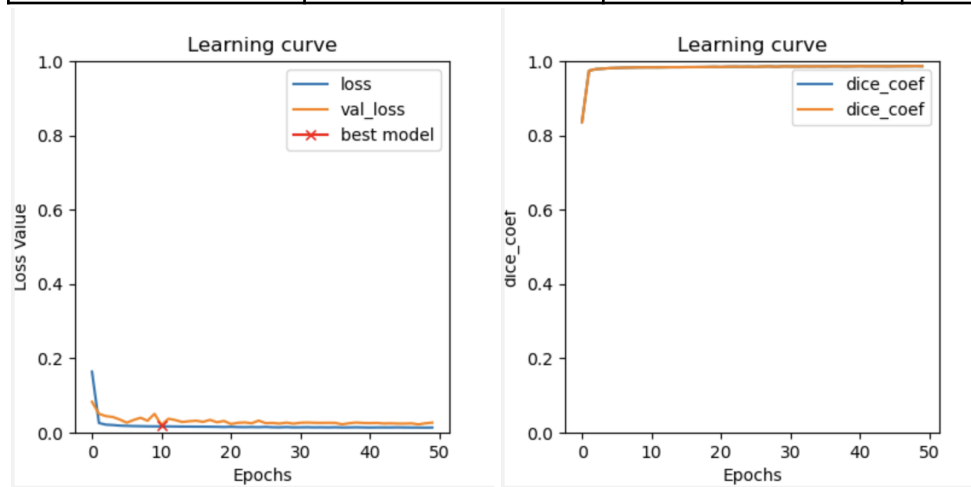 Learning curve
1.0
0.8
0.6
0.4
0.2
0.0
Loss Value
0 10 20 30 40 50
Epochs
loss
val_loss
best model
Learning curve
1.0
0.8
0.6
0.4
0.2
0.0
dice_coef
0 10 20 30 40 50
Epochs
dice_coef
dice_coef